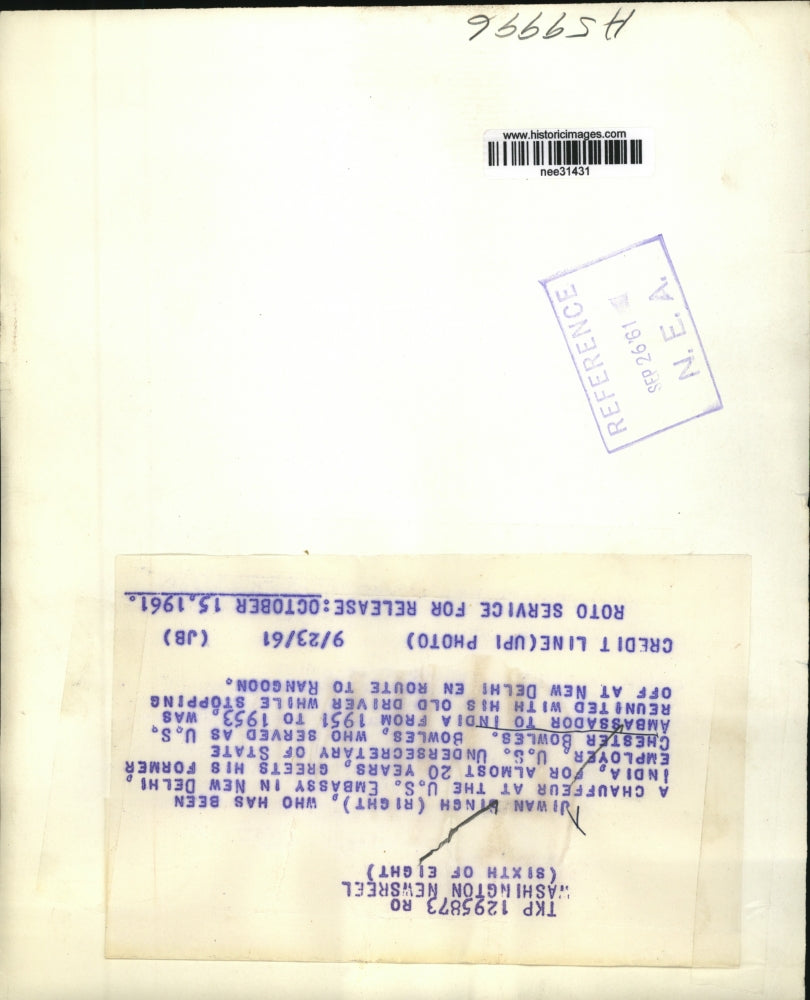 H59996
www.historicimages.com
nee31431
REFERENCE
SEP 26 '61
N. E. A.
TKP 1295873 RO
WASHINGTON NEWSREEL
(SIXTH OF EIGHT)
JIWAN SINGH (RIGHT), WHO HAS BEEN
A CHAUFFEUR AT THE U.S. EMBASSY IN NEW DELHI,
INDIA, FOR ALMOST 20 YEARS, GREETS HIS FORMER
EMPLOYER, U.S. UNDERSECRETARY OF STATE
CHESTER BOWLES. BOWLES, WHO SERVED AS U.S.
AMBASSADOR TO INDIA FROM 1951 TO 1953, WAS
REUNITED WITH HIS OLD DRIVER WHILE STOPPING
OFF AT NEW DELHI EN ROUTE TO RANGOON.
CREDIT LINE(UPI PHOTO) 9/23/61 (JB)
ROTO SERVICE FOR RELEASE: OCTOBER 15,1961.